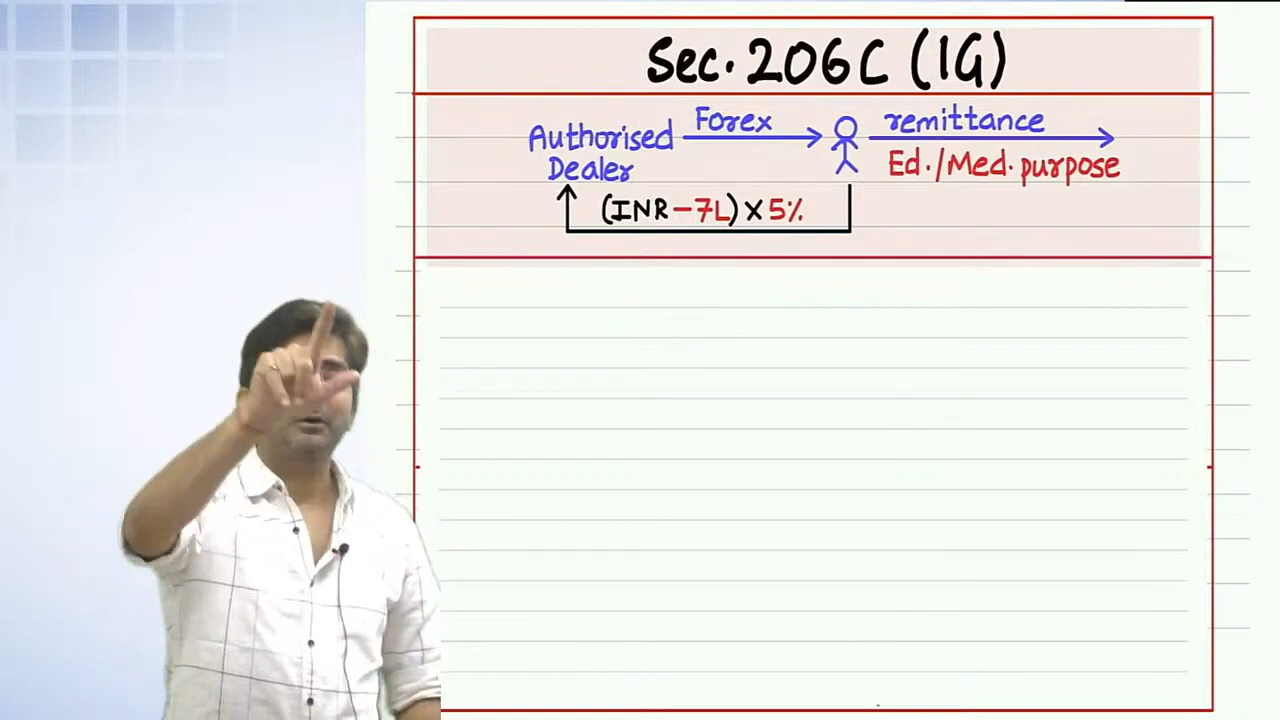 Sec. 206C (1G)
Authorised Dealer
Forex
remittance
Ed./Med. purpose
(INR-7L) X 5%